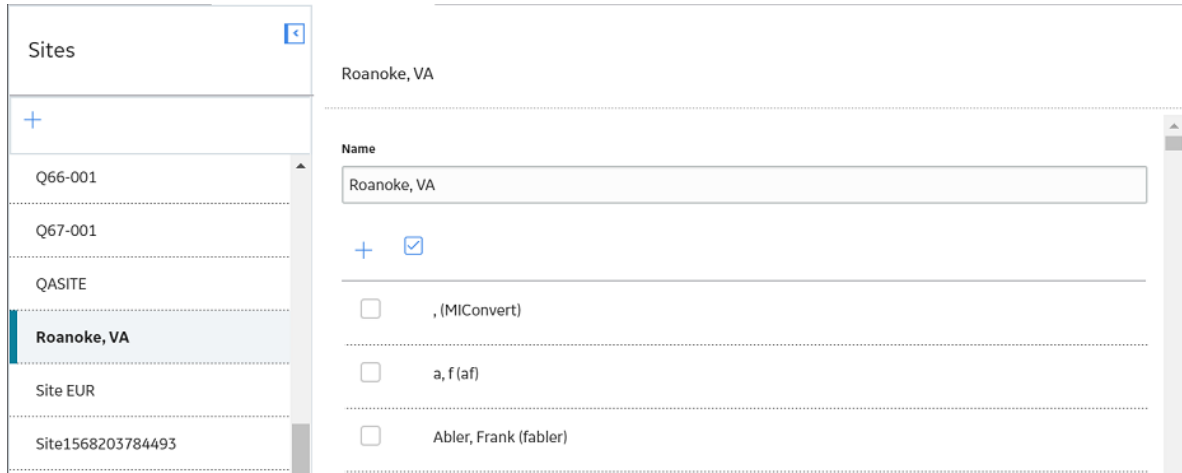 Sites
Q66-001
Q67-001
QASITE
Roanoke, VA
Site EUR
Site1568203784493
Roanoke, VA
Name
Roanoke, VA
, (MIConvert)
a, f (af)
Abler, Frank (fabler)